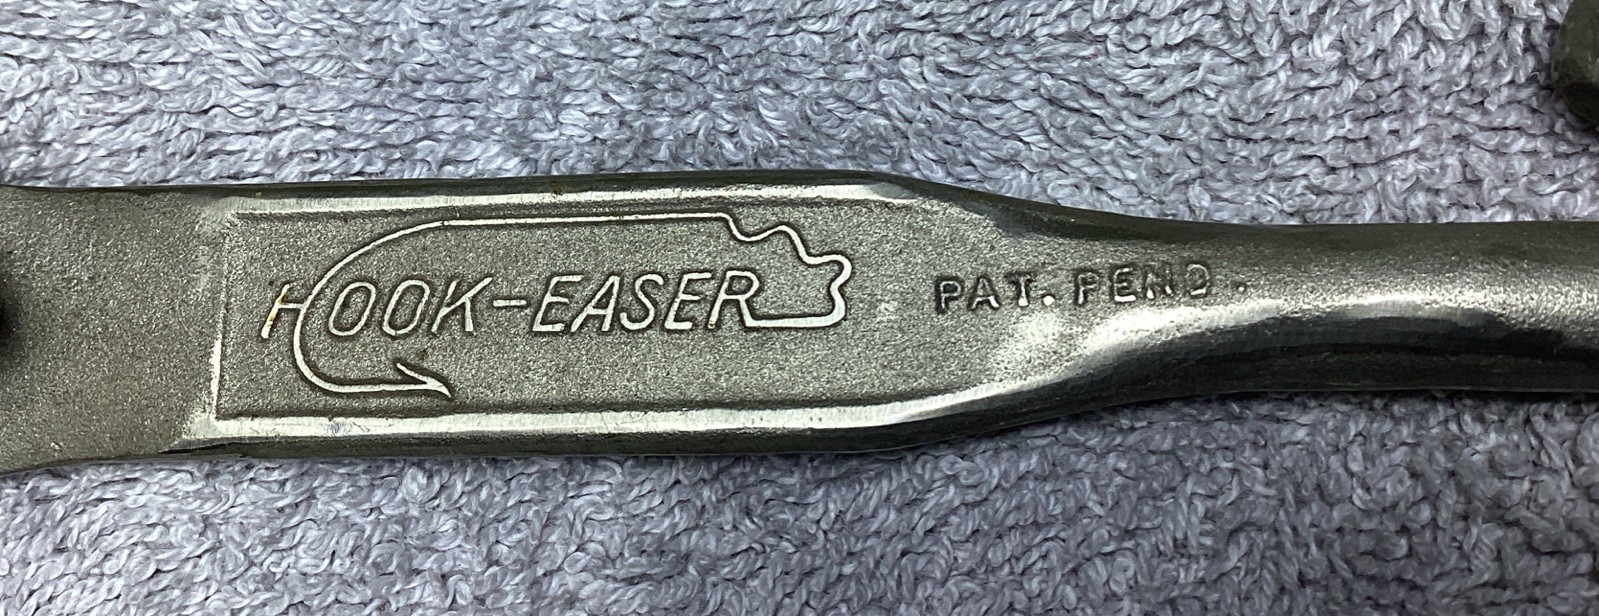 HOOK-EASER
PAT. PEND.